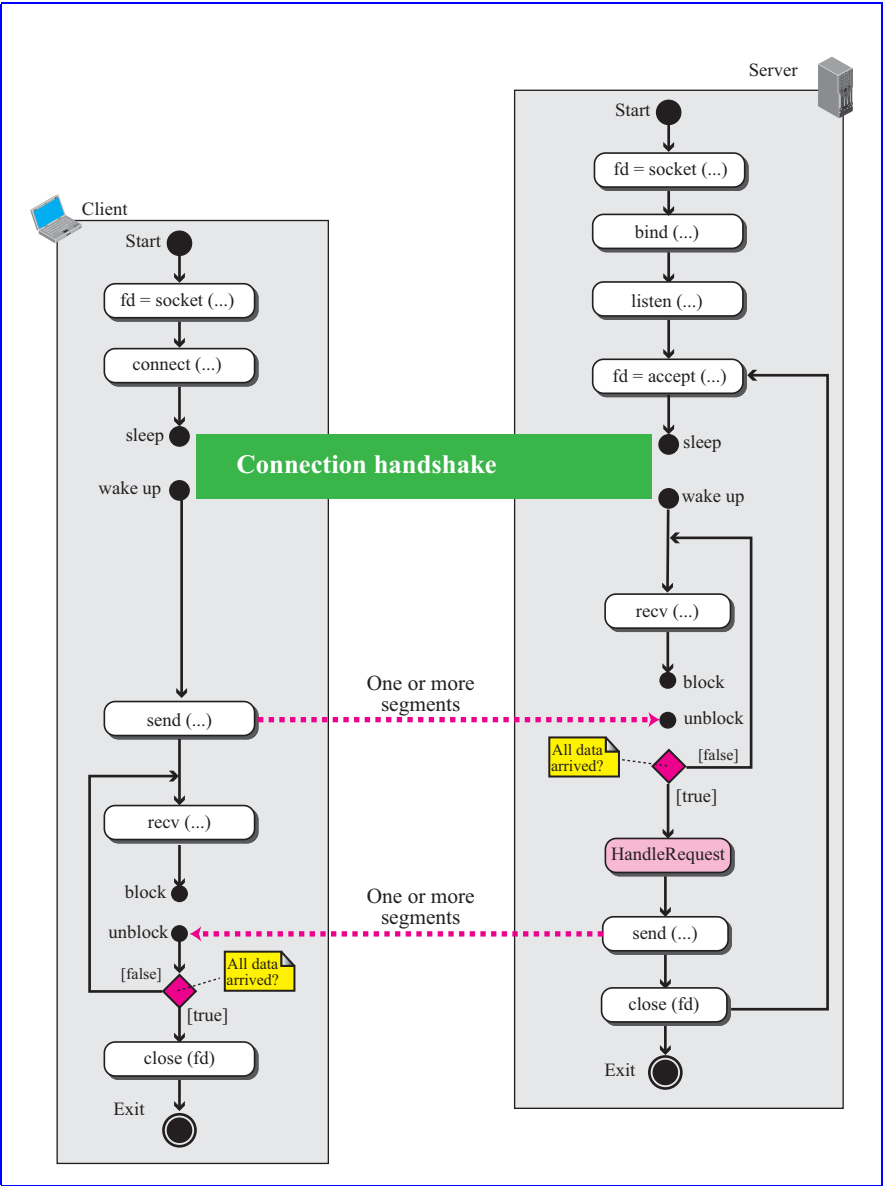 Server
Start
fd = socket (...)
bind (...)
listen (...)
fd = accept (...)
sleep
wake up
recv (...)
block
unblock
All data
arrived?
[false]
[true]
HandleRequest
send (...)
close (fd)
Exit
Client
Start
fd = socket (...)
connect (...)
sleep
wake up
Connection handshake
send (...)
One or more
segments
recv (...)
block
One or more
segments
unblock
All data
arrived?
[false]
[true]
close (fd)
Exit